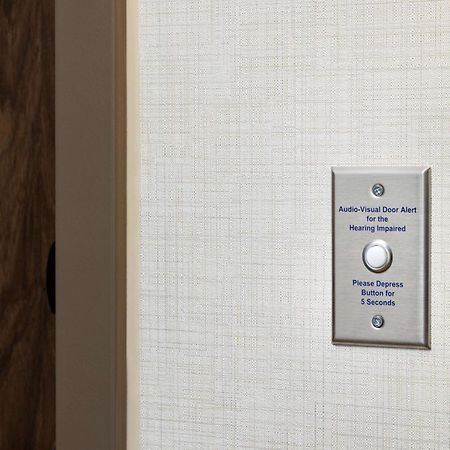 Audio-Visual Door Alert
for the
Hearing Impaired
Please Depress
Button for
5 Seconds